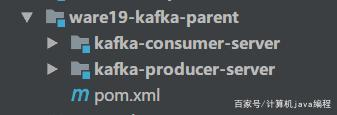 ware19-kafka-parent
kafka-consumer-server
kafka-producer-server
m pom.xml
百家号/计算机java编程